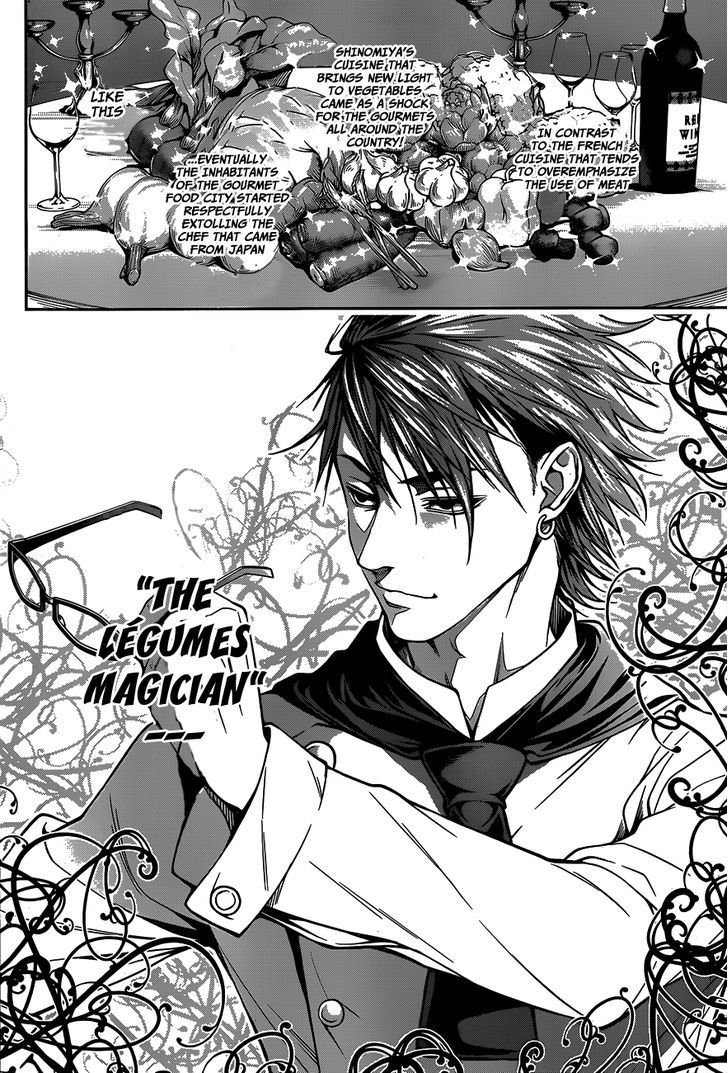 IN CONTRAST
TO THE FRENCH
CUISINE THAT TENDS
TO OVEREMPHASIZE
THE USE OF MEAT
SHINOMIYA'S
CUISINE THAT
BRINGS NEW LIGHT
TO VEGETABLES
CAME AS A SHOCK
FOR THE GOURMETS
ALL AROUND THE
COUNTRY!
LIKE
THIS
...EVENTUALLY
THE INHABITANTS
OF THE GOURMET
FOOD CITY STARTED
RESPECTFULLY
EXTOLLING THE
CHEF THAT CAME
FROM JAPAN
"THE
LÉGUMES
MAGICIAN"
---